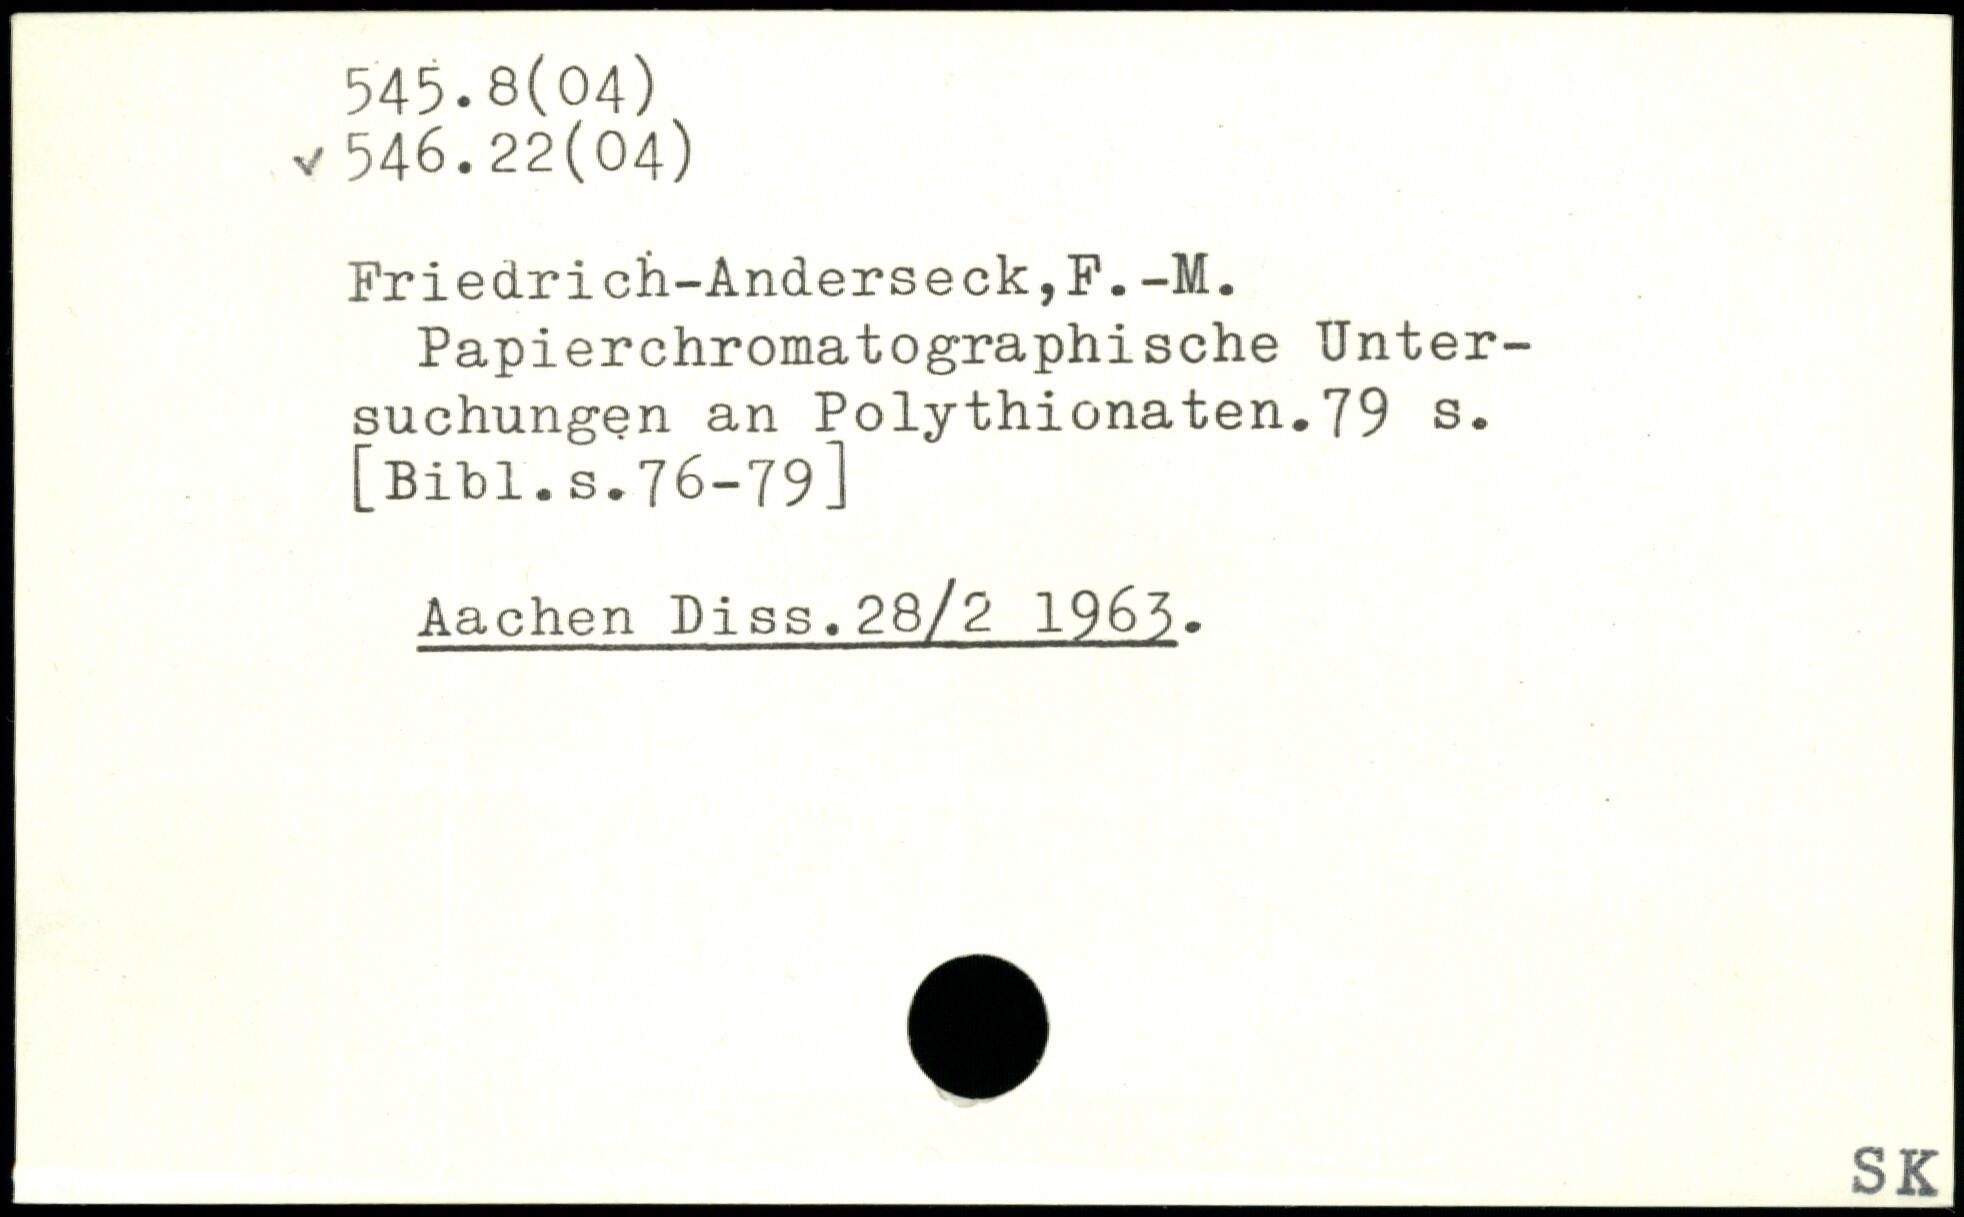 545.8(04)
✓ 546.22(04)
Friedrich-Anderseck,F.-M.
Papierchromatographische Unter-
suchungen an Polythionaten.79 s.
[Bibl.s.76-79]
Aachen Diss.28/2 1963.
SK